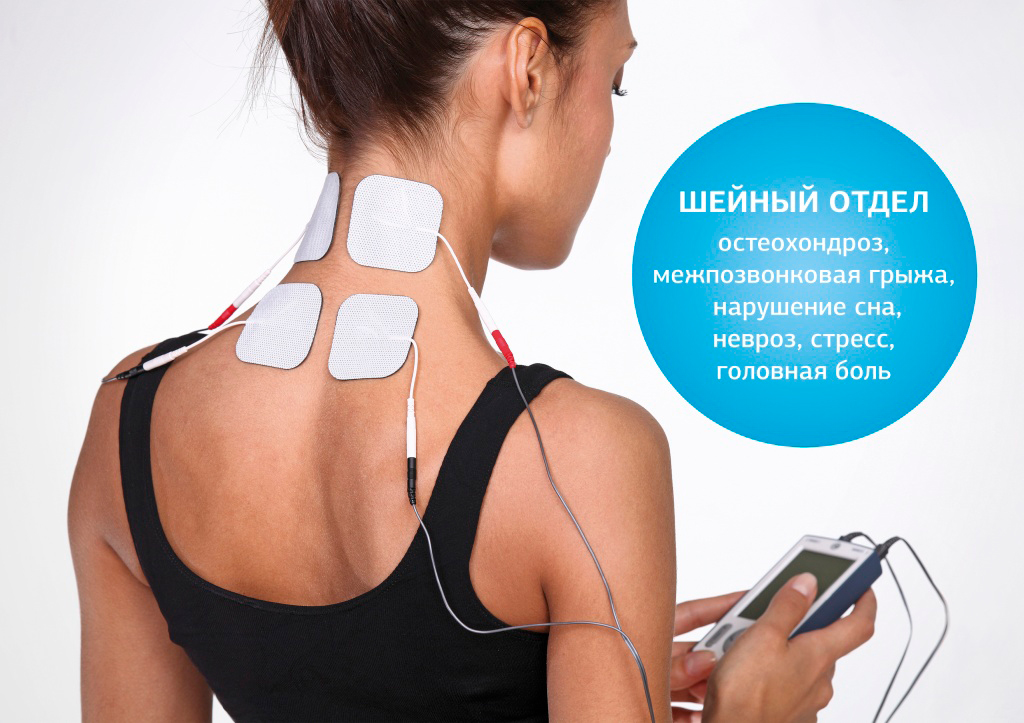 ШЕЙНЫЙ ОТДЕЛ
остеохондроз,
межпозвонковая грыжа,
нарушение сна,
невроз, стресс,
головная боль